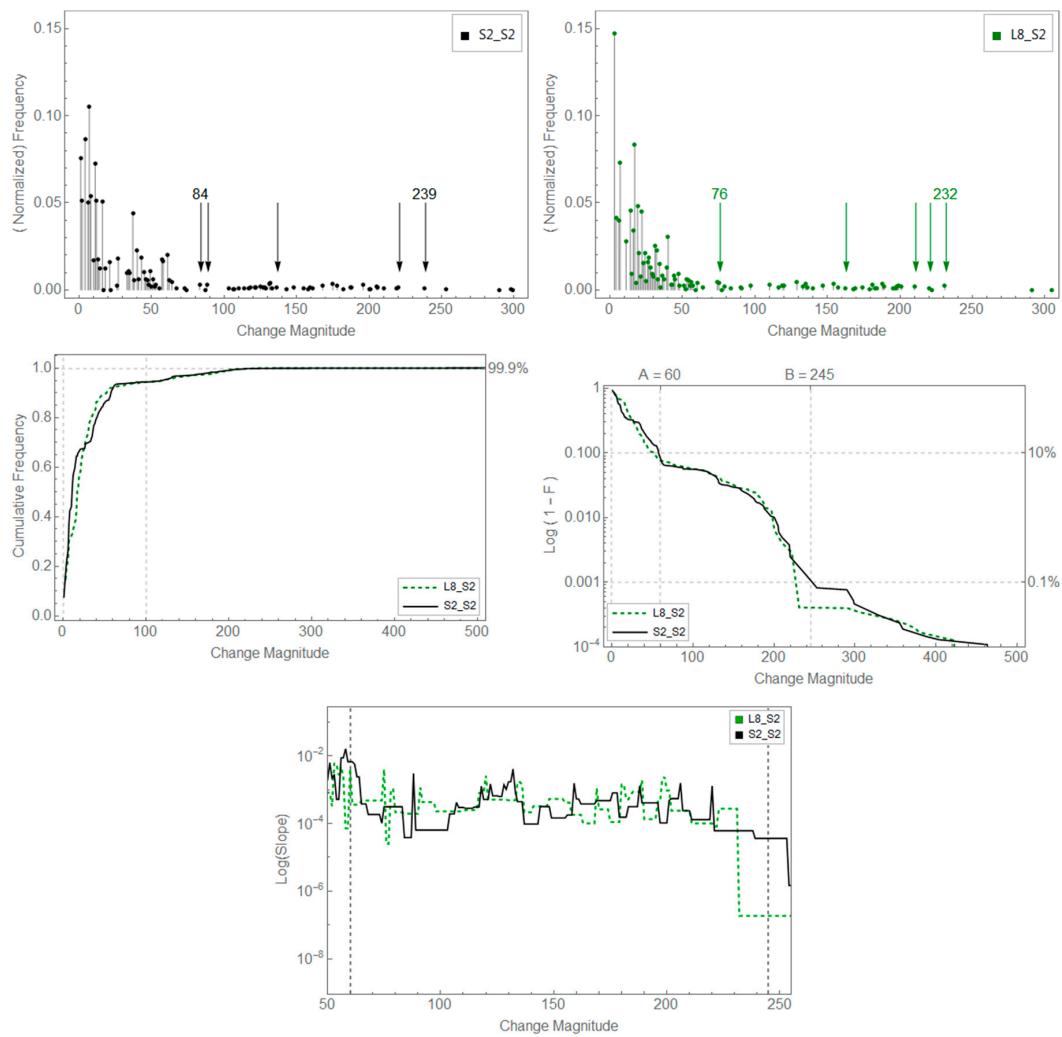 0.15
0.10
0.05
0.00
( Normalized) Frequency
S2_S2
84
239
0 50 100 150 200 250 300
Change Magnitude
0.15
0.10
0.05
0.00
( Normalized) Frequency
L8_S2
76
232
0 50 100 150 200 250 300
Change Magnitude
1.0
0.8
0.6
0.4
0.2
0.0
Cumulative Frequency
99.9%
L8_S2
S2_S2
0 100 200 300 400 500
Change Magnitude
A = 60
B = 245
1
0.100
0.010
0.001
10⁻⁴
Log ( 1 − F )
10%
0.1%
L8_S2
S2_S2
0 100 200 300 400 500
Change Magnitude
10⁻²
10⁻⁴
10⁻⁶
10⁻⁸
Log(Slope)
L8_S2
S2_S2
50 100 150 200 250
Change Magnitude